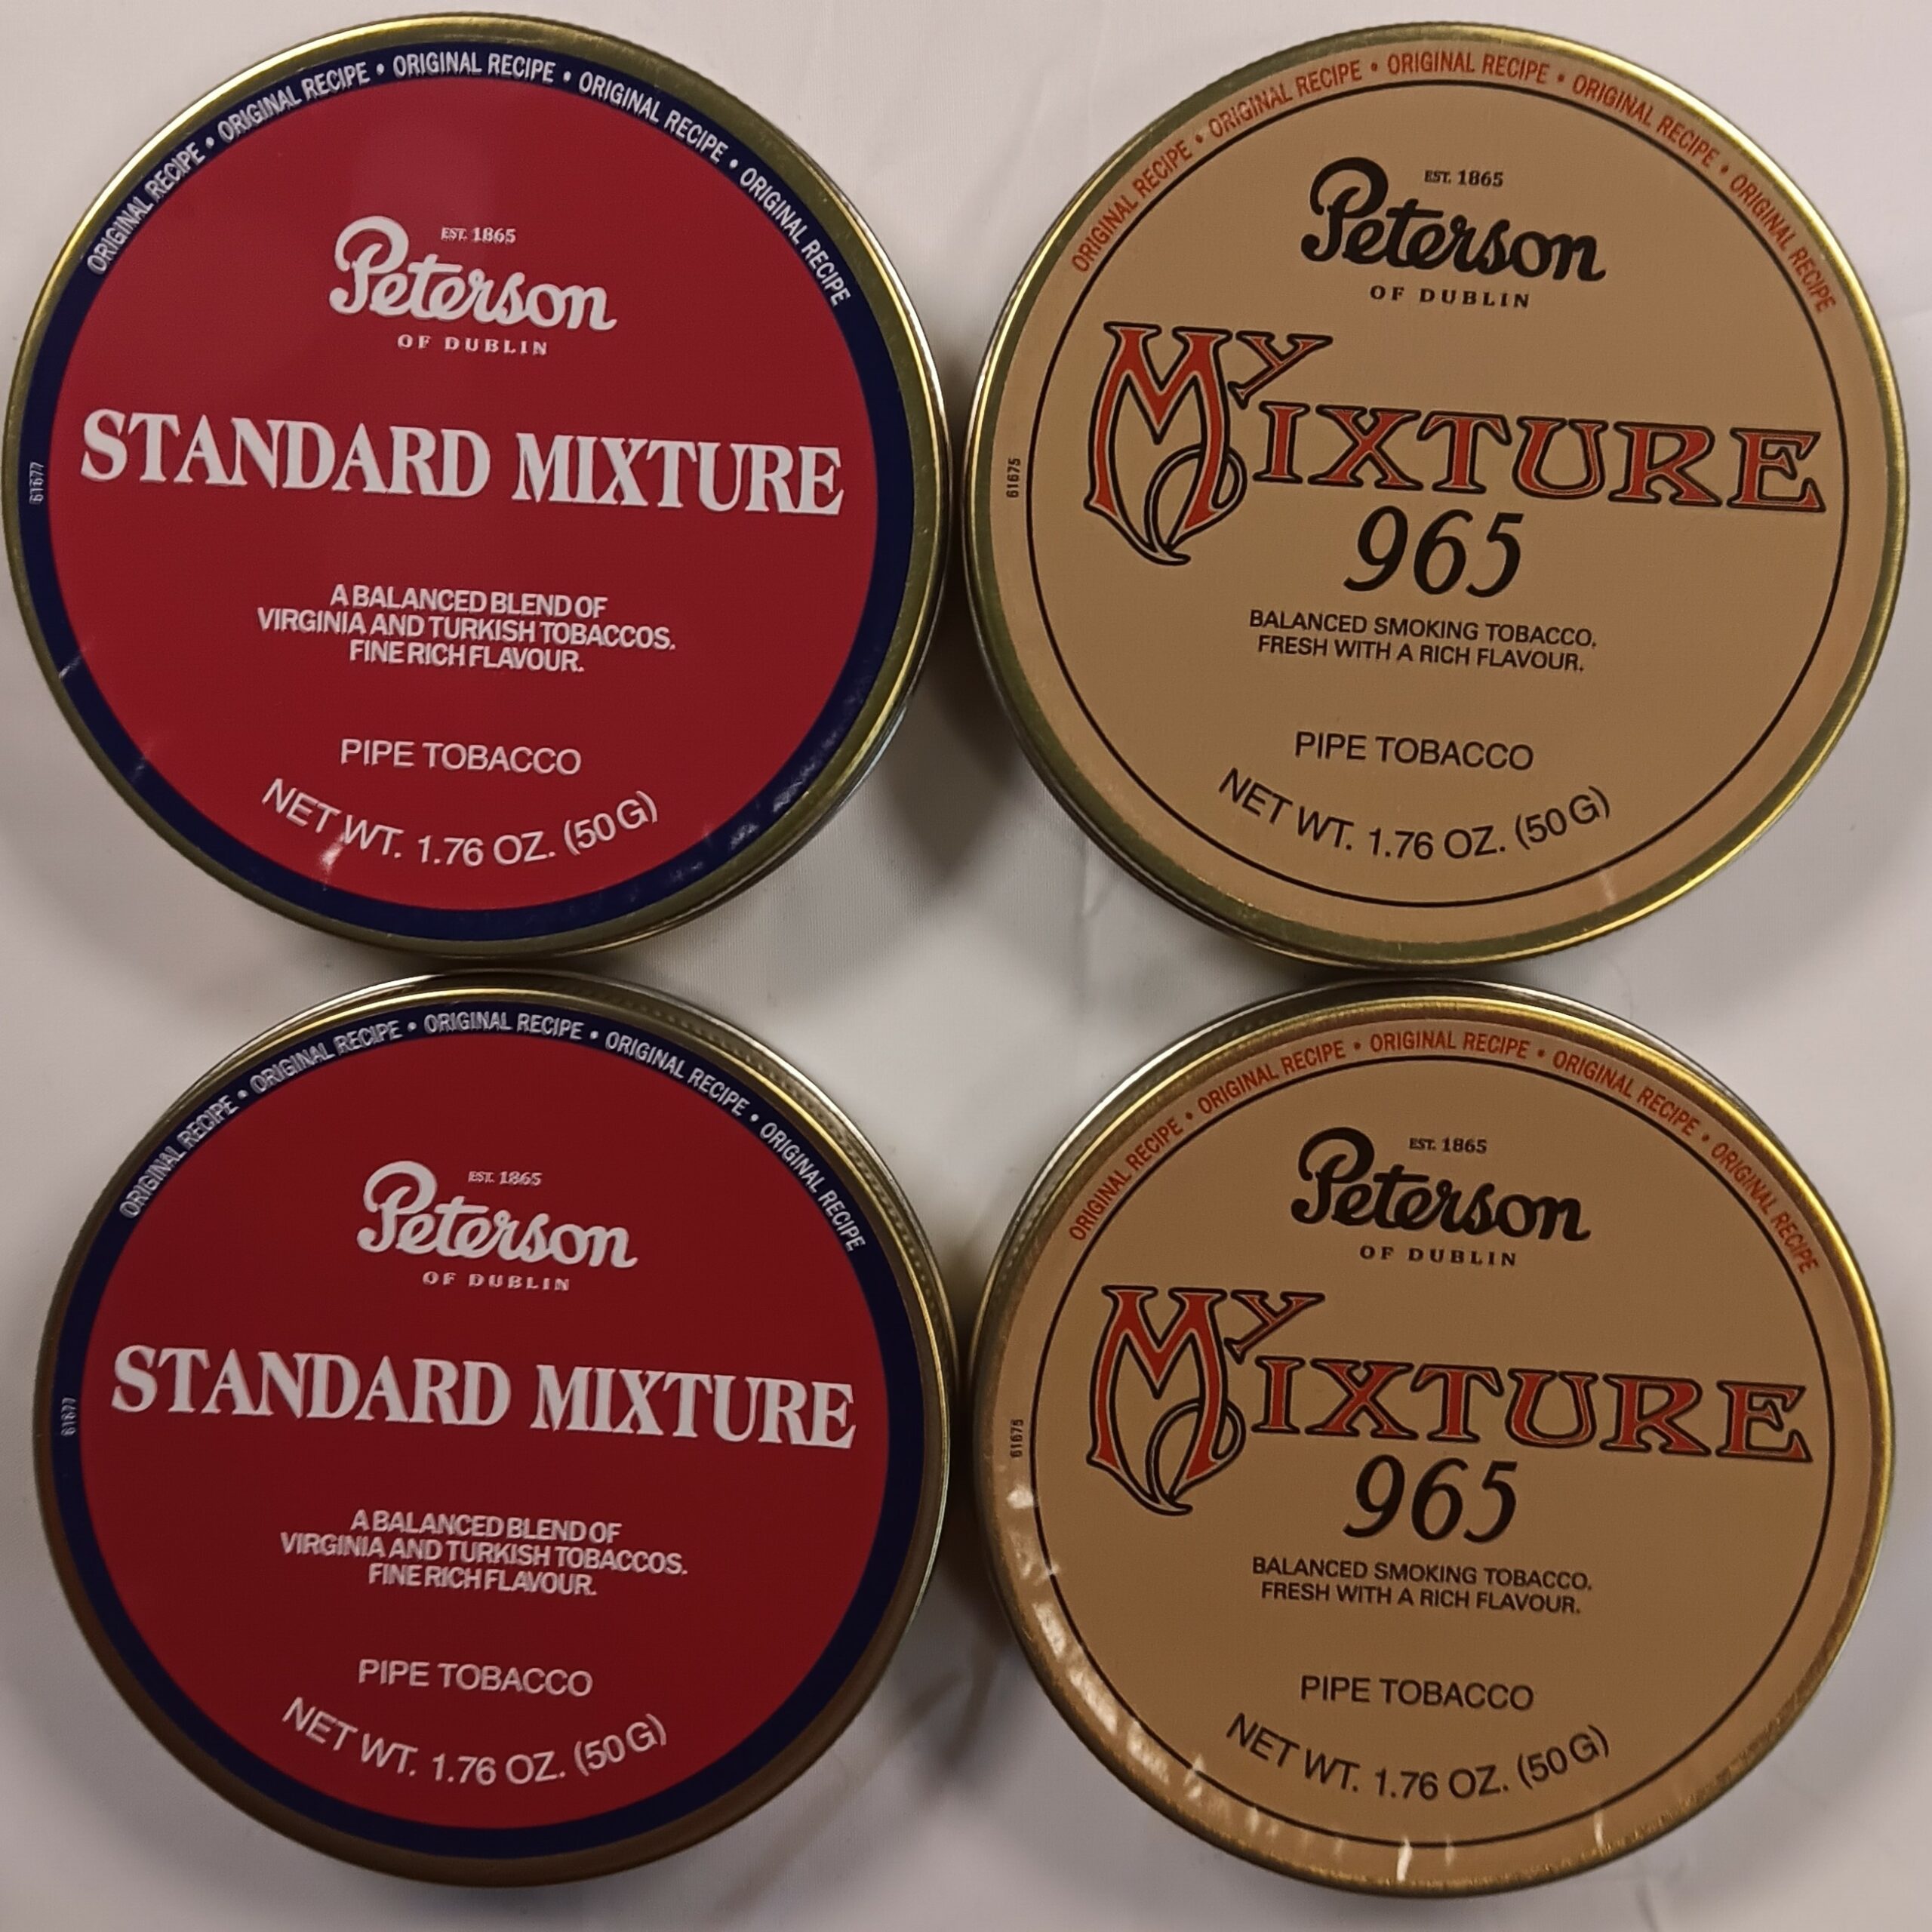 ORIGINAL RECIPE • ORIGINAL RECIPE • ORIGINAL RECIPE • ORIGINAL RECIPE • ORIGINAL RECIPE
EST. 1865
Peterson
OF DUBLIN
STANDARD MIXTURE
61677
A BALANCED BLEND OF
VIRGINIA AND TURKISH TOBACCOS.
FINE RICH FLAVOUR.
PIPE TOBACCO
NET WT. 1.76 OZ. (50 G)
ORIGINAL RECIPE • ORIGINAL RECIPE • ORIGINAL RECIPE • ORIGINAL RECIPE • ORIGINAL RECIPE
EST. 1865
Peterson
OF DUBLIN
MY MIXTURE
965
61675
BALANCED SMOKING TOBACCO.
FRESH WITH A RICH FLAVOUR.
PIPE TOBACCO
NET WT. 1.76 OZ. (50 G)
ORIGINAL RECIPE • ORIGINAL RECIPE • ORIGINAL RECIPE • ORIGINAL RECIPE • ORIGINAL RECIPE
EST. 1865
Peterson
OF DUBLIN
STANDARD MIXTURE
61677
A BALANCED BLEND OF
VIRGINIA AND TURKISH TOBACCOS.
FINE RICH FLAVOUR.
PIPE TOBACCO
NET WT. 1.76 OZ. (50 G)
ORIGINAL RECIPE • ORIGINAL RECIPE • ORIGINAL RECIPE • ORIGINAL RECIPE • ORIGINAL RECIPE
EST. 1865
Peterson
OF DUBLIN
MY MIXTURE
965
61675
BALANCED SMOKING TOBACCO.
FRESH WITH A RICH FLAVOUR.
PIPE TOBACCO
NET WT. 1.76 OZ. (50 G)